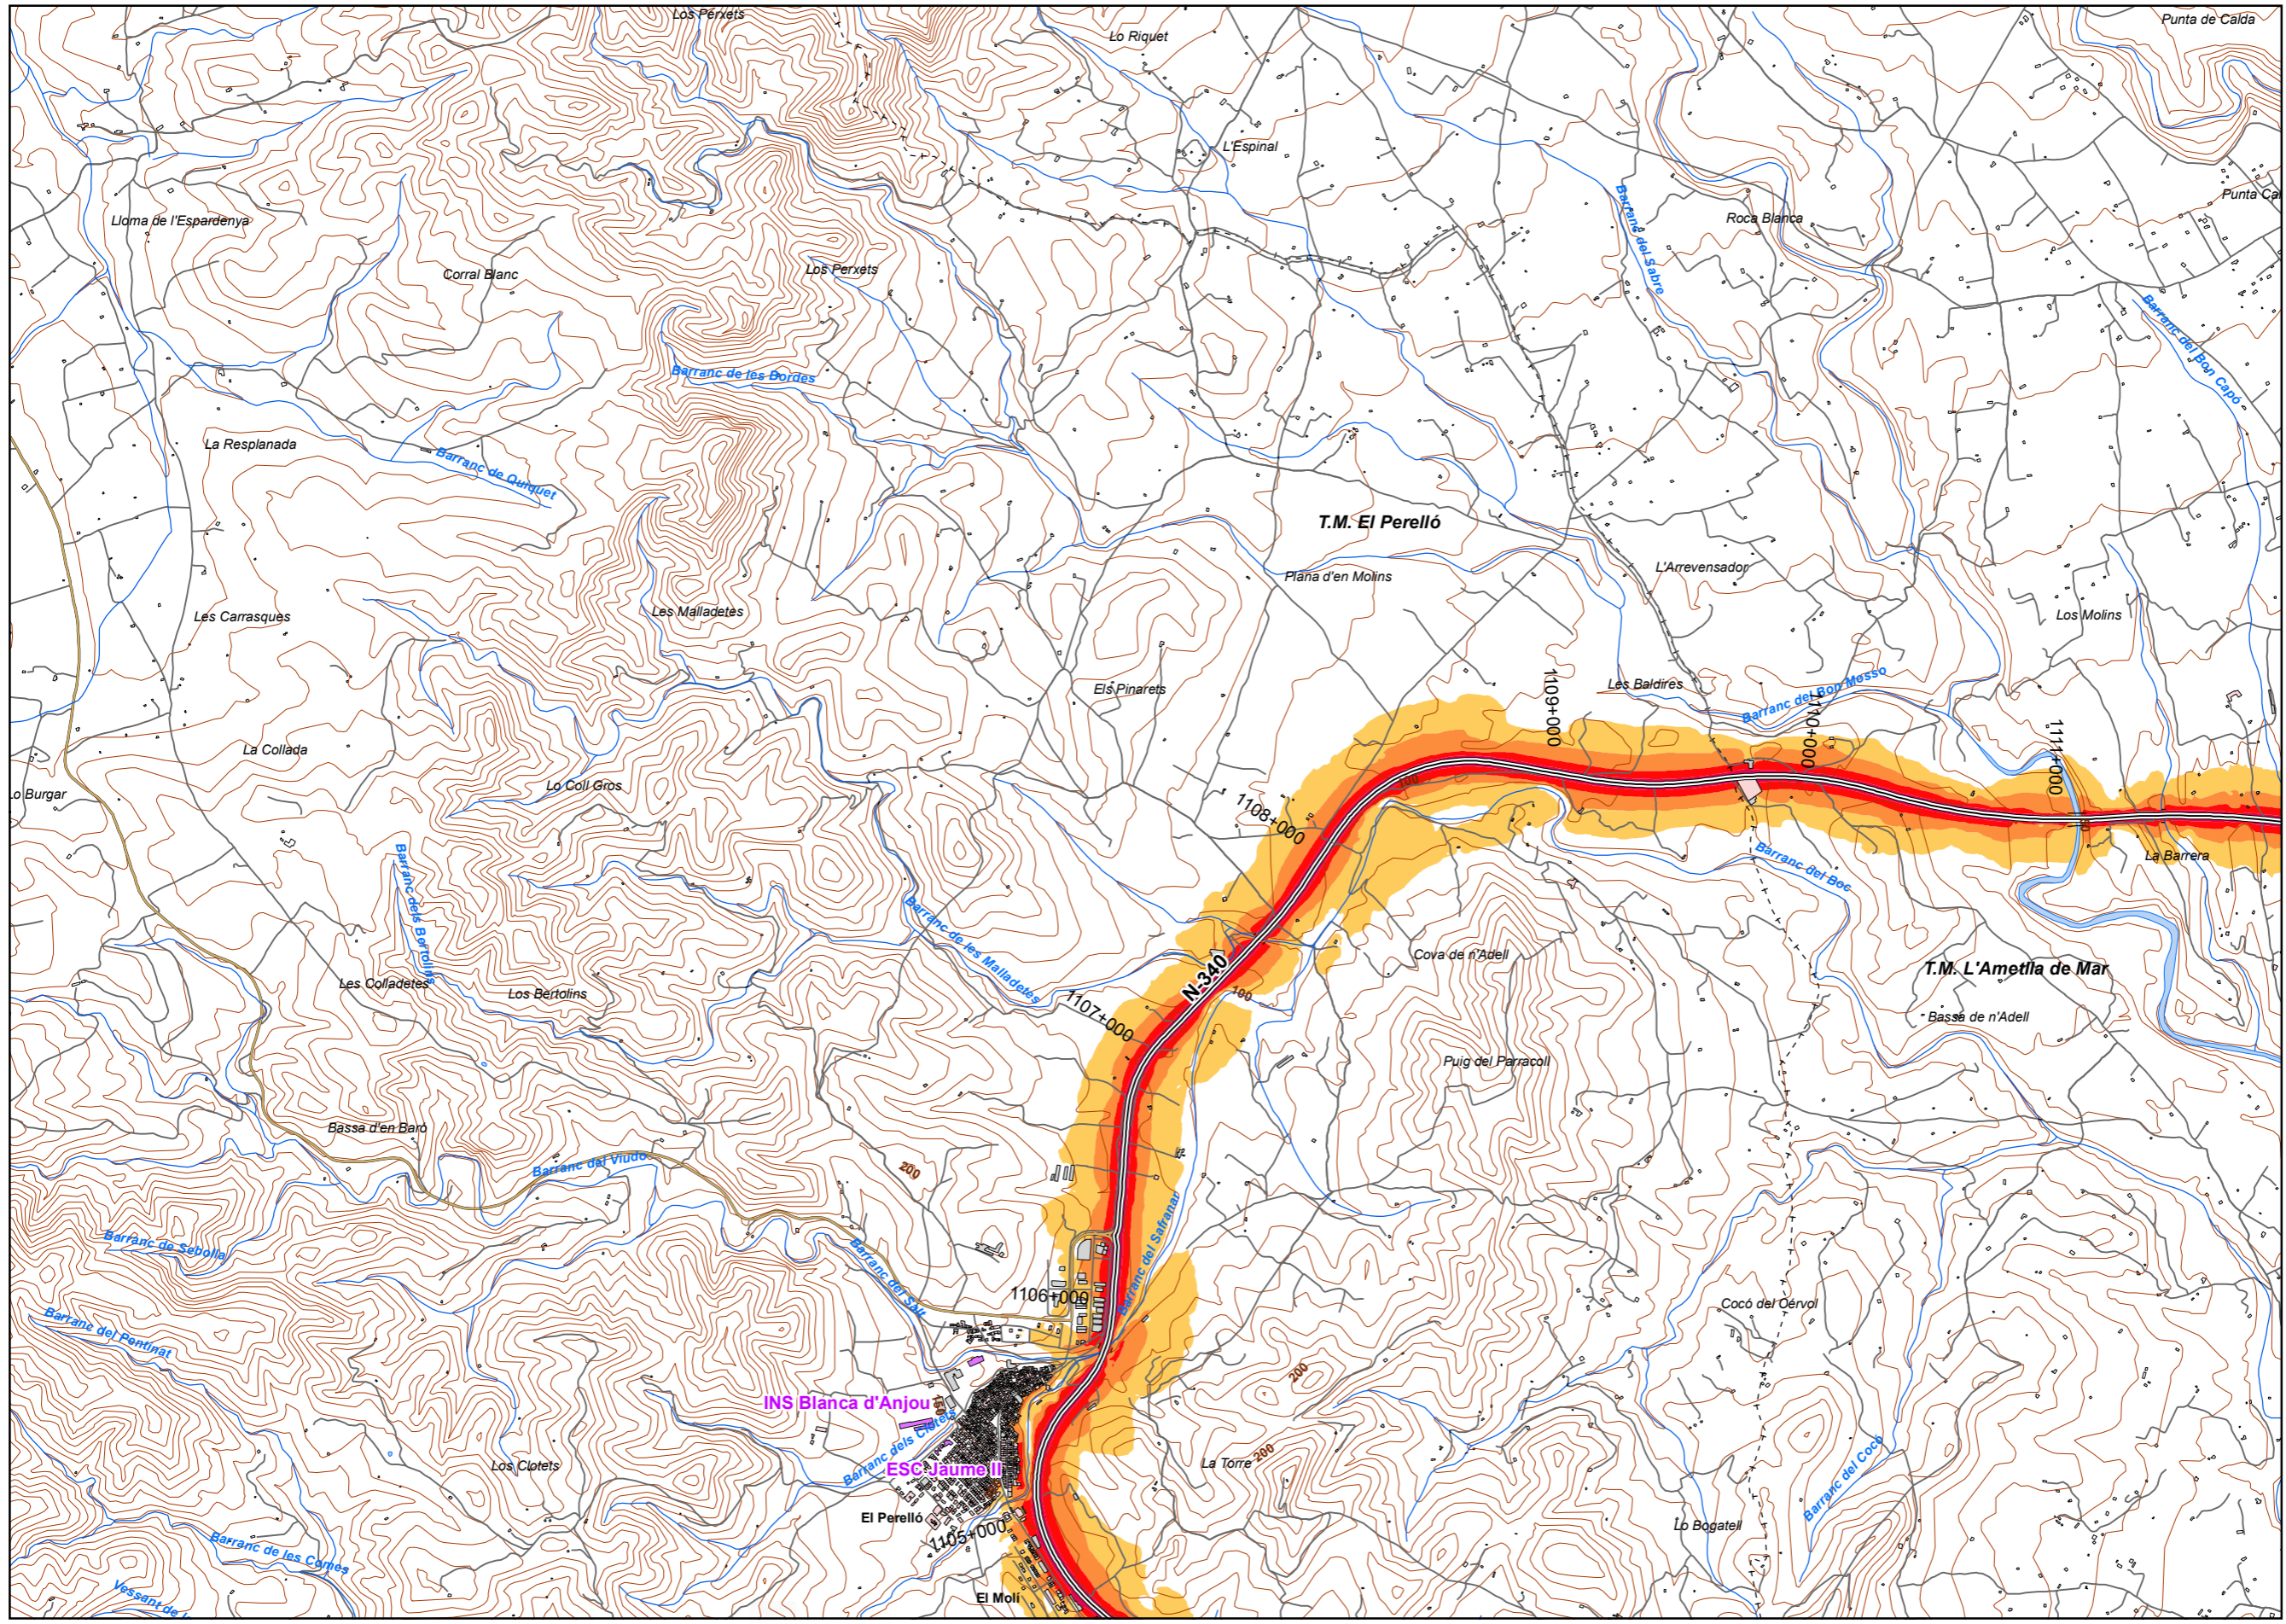 Los Perxets
Lo Riquet
Punta de Calda
L'Espinal
Lloma de l'Espardenya
Corral Blanc
Los Perxets
Barranc del Sabre
Roca Blanca
Barranc de les Bordes
Barranc del Bon Capó
La Resplanada
Barranc de Quiquet
T.M. El Perelló
Plana d'en Molins
L'Arrevensador
Les Carrasques
Les Malladetes
Los Molins
Els Pinarets
Les Baldires
Barranc del Bon Mosso
1109+000
1110+000
1111+000
La Collada
Lo Coll Gros
Lo Burgar
100
1108+000
50
La Barrera
Barranc del Boc
Barranc dels Bertolins
Barranc de les Malladetes
Cova de n'Adell
T.M. L'Ametlla de Mar
Les Colladetes
Los Bertolins
N-340
100
1107+000
Bassa de n'Adell
Puig del Parracoll
Bassa d'en Baró
Barranc del Viudo
200
Barranc de Sebolla
Barranc del Salt
Barranc del Safranar
1106+000
Cocó del Cérvol
Barranc del Pentinat
200
INS Blanca d'Anjou
150
Barranc dels Clotets
ESC Jaume II
Los Clotets
La Torre
200
Barranc del Cocó
El Perelló
1105+000
Lo Bogatell
Barranc de les Comes
El Molí